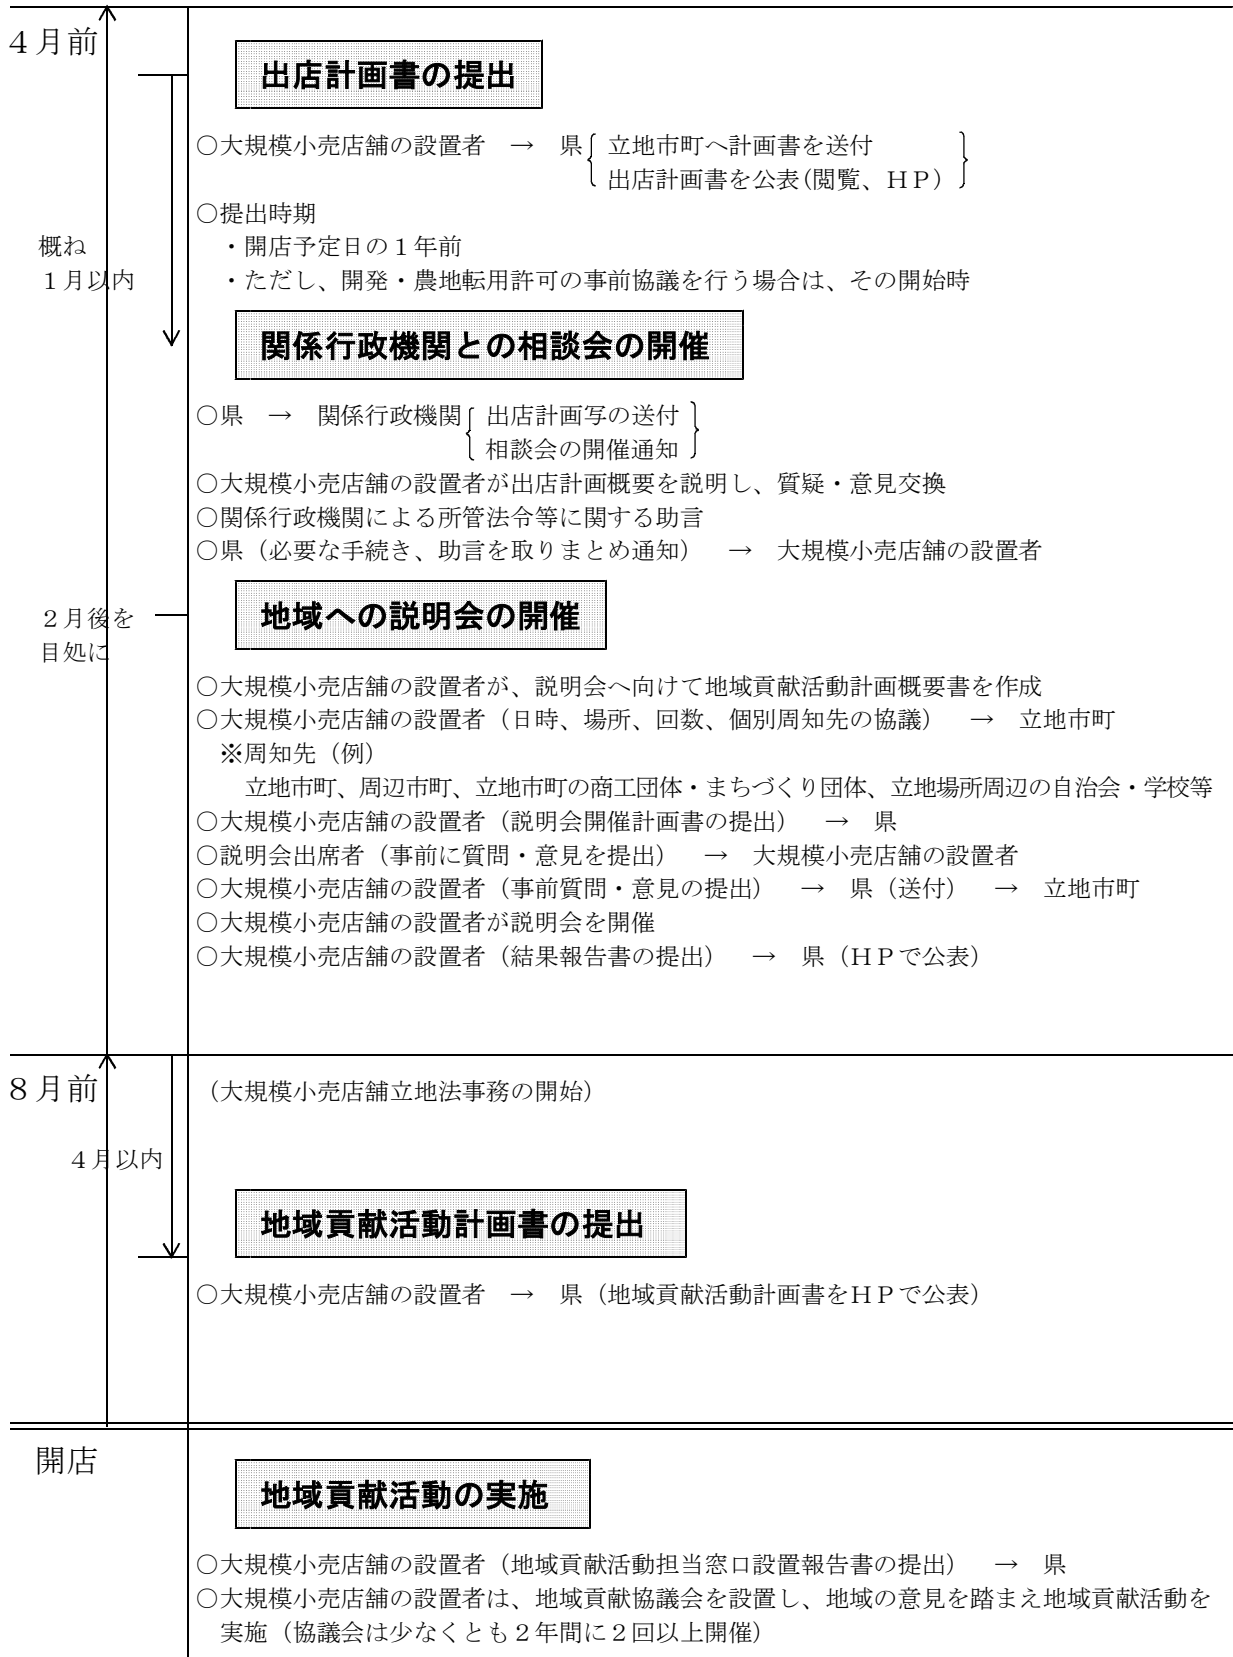 ４月前
出店計画書の提出
○大規模小売店舗の設置者　→　県｛ 立地市町へ計画書を送付
出店計画書を公表(閲覧、ＨＰ) ｝
○提出時期
概ね　・開店予定日の１年前
１月以内　・ただし、開発・農地転用許可の事前協議を行う場合は、その開始時
関係行政機関との相談会の開催
○県　→　関係行政機関｛ 出店計画写の送付
相談会の開催通知 ｝
○大規模小売店舗の設置者が出店計画概要を説明し、質疑・意見交換
○関係行政機関による所管法令等に関する助言
○県（必要な手続き、助言を取りまとめ通知）　→　大規模小売店舗の設置者
２月後を
目処に
地域への説明会の開催
○大規模小売店舗の設置者が、説明会へ向けて地域貢献活動計画概要書を作成
○大規模小売店舗の設置者（日時、場所、回数、個別周知先の協議）　→　立地市町
※周知先（例）
立地市町、周辺市町、立地市町の商工団体・まちづくり団体、立地場所周辺の自治会・学校等
○大規模小売店舗の設置者（説明会開催計画書の提出）　→　県
○説明会出席者（事前に質問・意見を提出）　→　大規模小売店舗の設置者
○大規模小売店舗の設置者（事前質問・意見の提出）　→　県（送付）　→　立地市町
○大規模小売店舗の設置者が説明会を開催
○大規模小売店舗の設置者（結果報告書の提出）　→　県（ＨＰで公表）
８月前　（大規模小売店舗立地法事務の開始）
４月以内
地域貢献活動計画書の提出
○大規模小売店舗の設置者　→　県（地域貢献活動計画書をＨＰで公表）
開店
地域貢献活動の実施
○大規模小売店舗の設置者（地域貢献活動担当窓口設置報告書の提出）　→　県
○大規模小売店舗の設置者は、地域貢献協議会を設置し、地域の意見を踏まえ地域貢献活動を
実施（協議会は少なくとも２年間に２回以上開催）